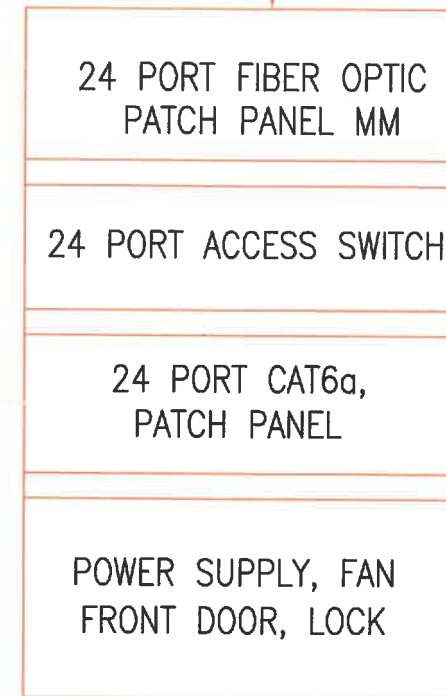 24 PORT FIBER OPTIC
PATCH PANEL MM
24 PORT ACCESS SWITCH
24 PORT CAT6a,
PATCH PANEL
POWER SUPPLY, FAN
FRONT DOOR, LOCK